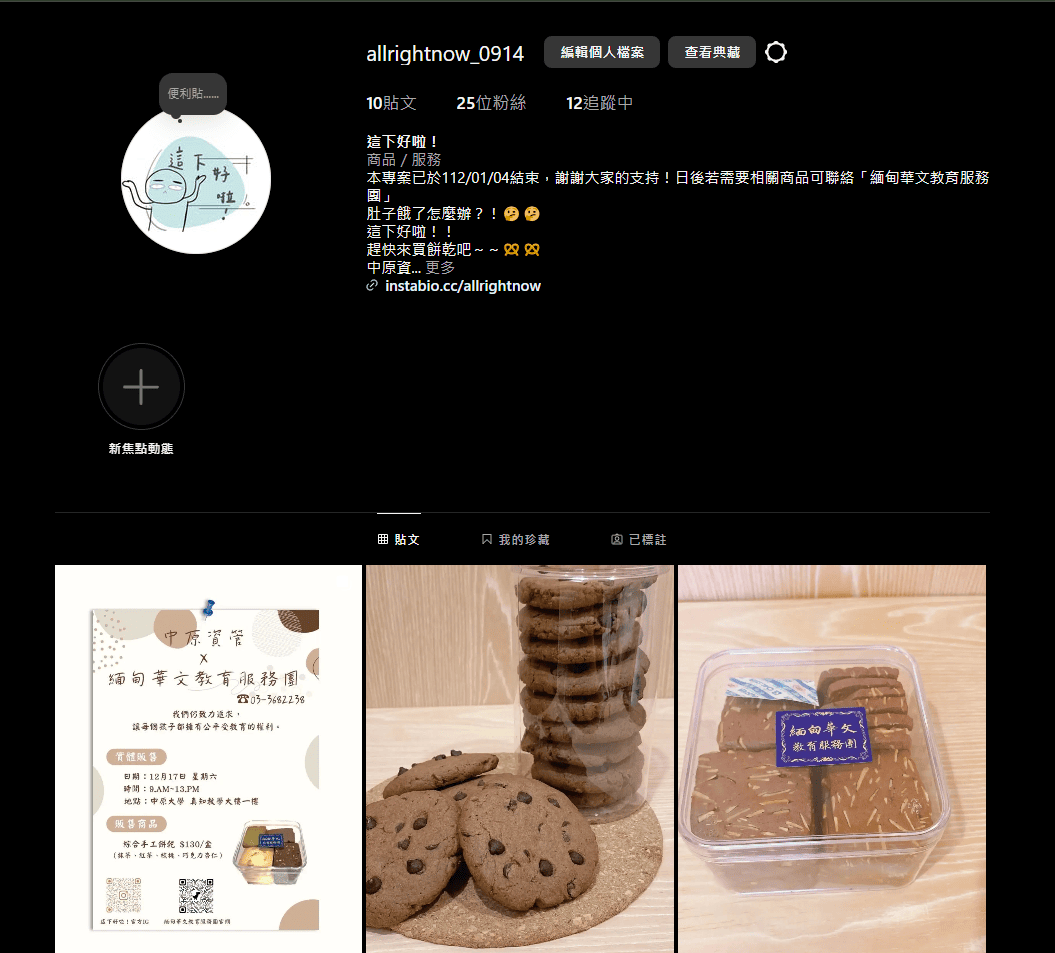 allrightnow_0914
編輯個人檔案
查看典藏
便利貼......
10貼文
25位粉絲
12追蹤中
這下好啦！
這下好啦！
商品 / 服務
本專案已於112/01/04結束，謝謝大家的支持！日後若需要相關商品可聯絡「緬甸華文教育服務
團」
肚子餓了怎麼辦？！🤔🤔
這下好啦！！
趕快來買餅乾吧～～🥨🥨
中原資... 更多
instabio.cc/allrightnow
新焦點動態
貼文
我的珍藏
已標註
中原資管
X
緬甸華文教育服務團
☎03-3682238
我們仍致力追求，
讓每個孩子都擁有公平受教育的權利。
實體販售
日期：12月17日 星期六
時間：9.AM~13.PM
地點：中原大學 真知教學大樓一樓
販售商品
綜合手工餅乾 $130/盒
(抹茶、紅茶、核桃、巧克力杏仁)
這下好啦！官方IG
緬甸華文教育服務團官網
緬甸華文
教育服務團